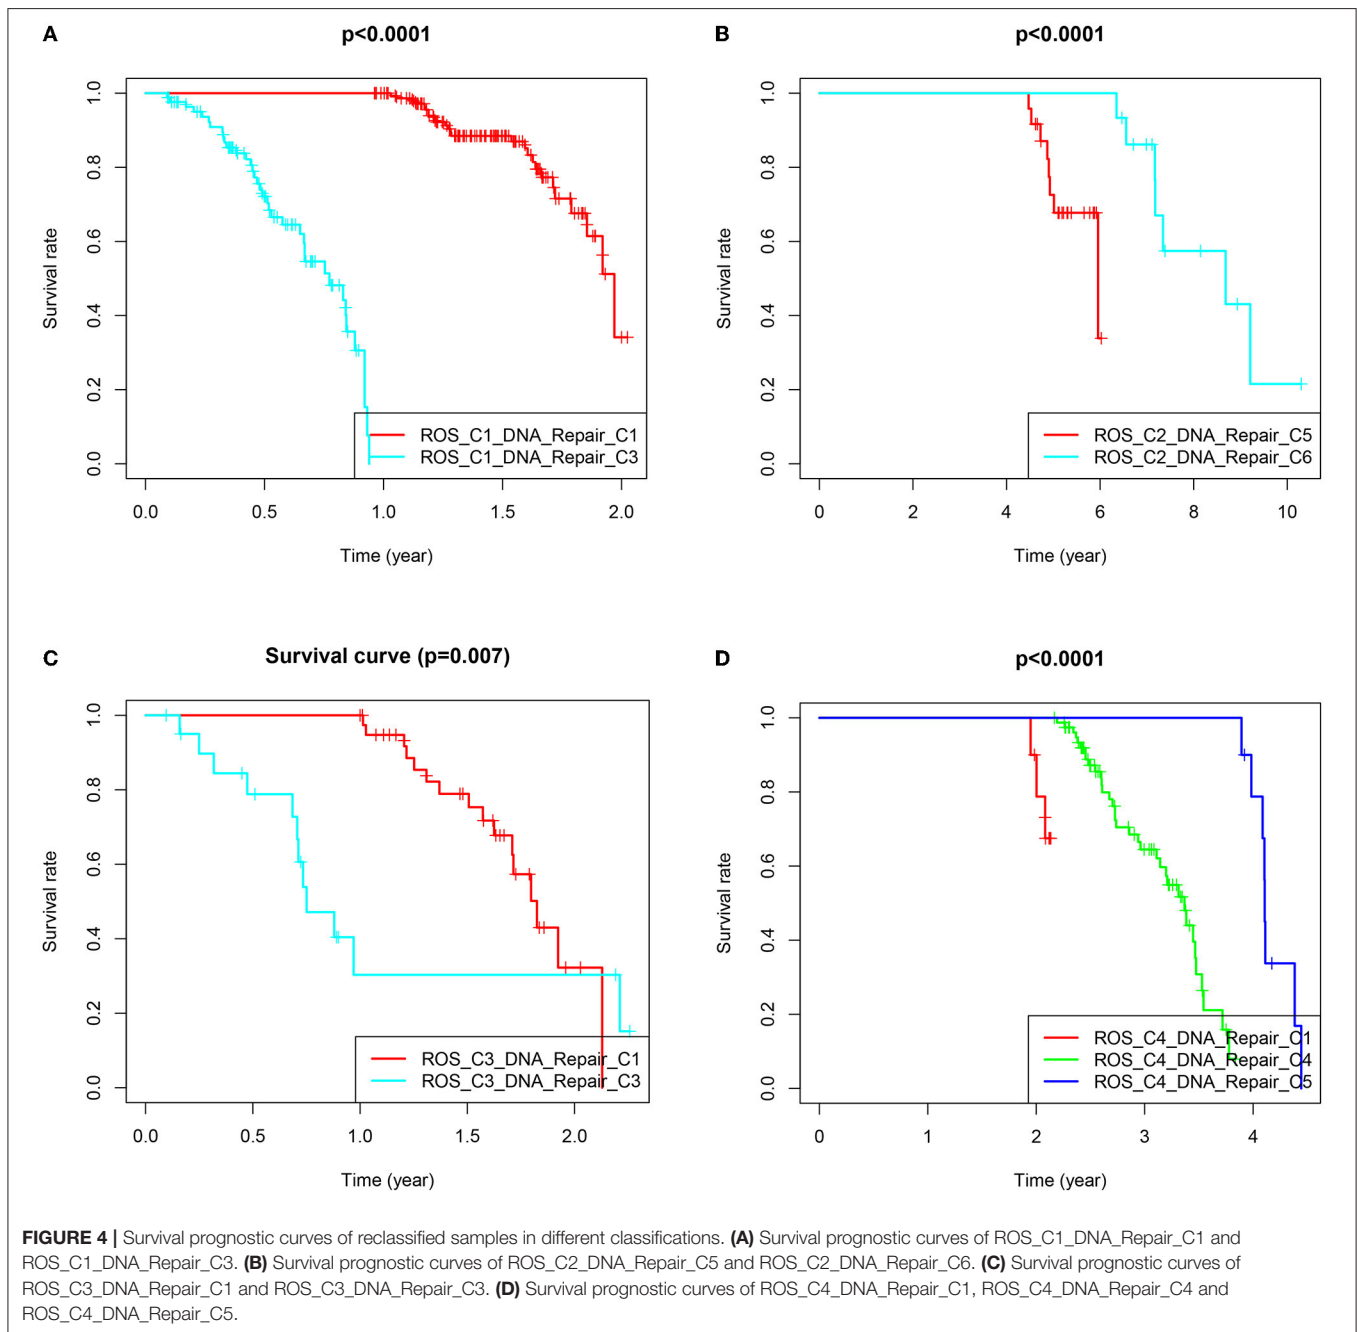 A
p<0.0001
Survival rate
0.0 0.2 0.4 0.6 0.8 1.0
ROS_C1_DNA_Repair_C1
ROS_C1_DNA_Repair_C3
0.0 0.5 1.0 1.5 2.0
Time (year)
B
p<0.0001
Survival rate
0.0 0.2 0.4 0.6 0.8 1.0
ROS_C2_DNA_Repair_C5
ROS_C2_DNA_Repair_C6
0 2 4 6 8 10
Time (year)
C
Survival curve (p=0.007)
Survival rate
0.0 0.2 0.4 0.6 0.8 1.0
ROS_C3_DNA_Repair_C1
ROS_C3_DNA_Repair_C3
0.0 0.5 1.0 1.5 2.0
Time (year)
D
p<0.0001
Survival rate
0.0 0.2 0.4 0.6 0.8 1.0
ROS_C4_DNA_Repair_C1
ROS_C4_DNA_Repair_C4
ROS_C4_DNA_Repair_C5
0 1 2 3 4
Time (year)
FIGURE 4 | Survival prognostic curves of reclassified samples in different classifications. (A) Survival prognostic curves of ROS_C1_DNA_Repair_C1 and
ROS_C1_DNA_Repair_C3. (B) Survival prognostic curves of ROS_C2_DNA_Repair_C5 and ROS_C2_DNA_Repair_C6. (C) Survival prognostic curves of
ROS_C3_DNA_Repair_C1 and ROS_C3_DNA_Repair_C3. (D) Survival prognostic curves of ROS_C4_DNA_Repair_C1, ROS_C4_DNA_Repair_C4 and
ROS_C4_DNA_Repair_C5.